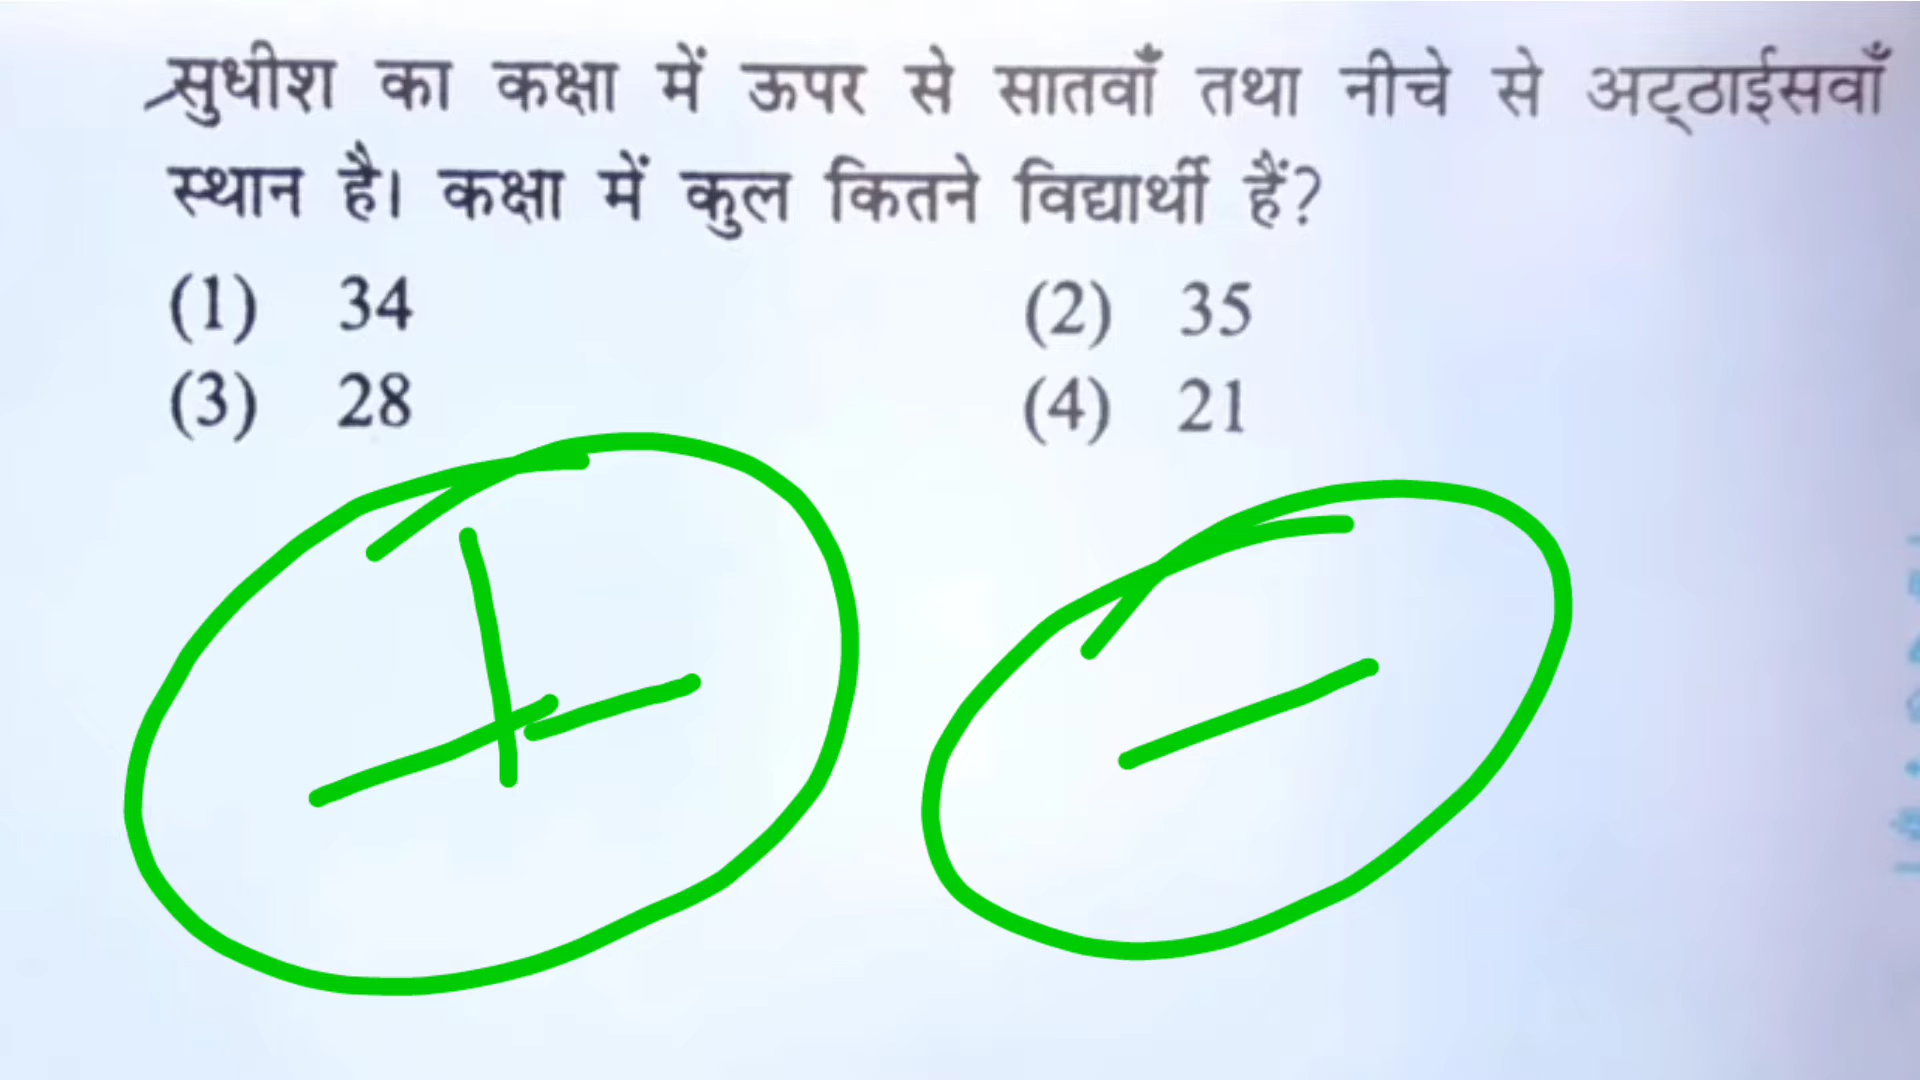 सुधीश का कक्षा में ऊपर से सातवाँ तथा नीचे से अट्ठाईसवाँ
स्थान है। कक्षा में कुल कितने विद्यार्थी हैं?
(1) 34 (2) 35
(3) 28 (4) 21
+ −